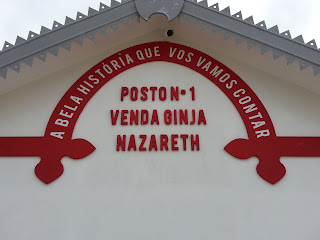 A BELA HISTÓRIA QUE VOS VAMOS CONTAR
POSTO Nº 1
VENDA GINJA
NAZARETH